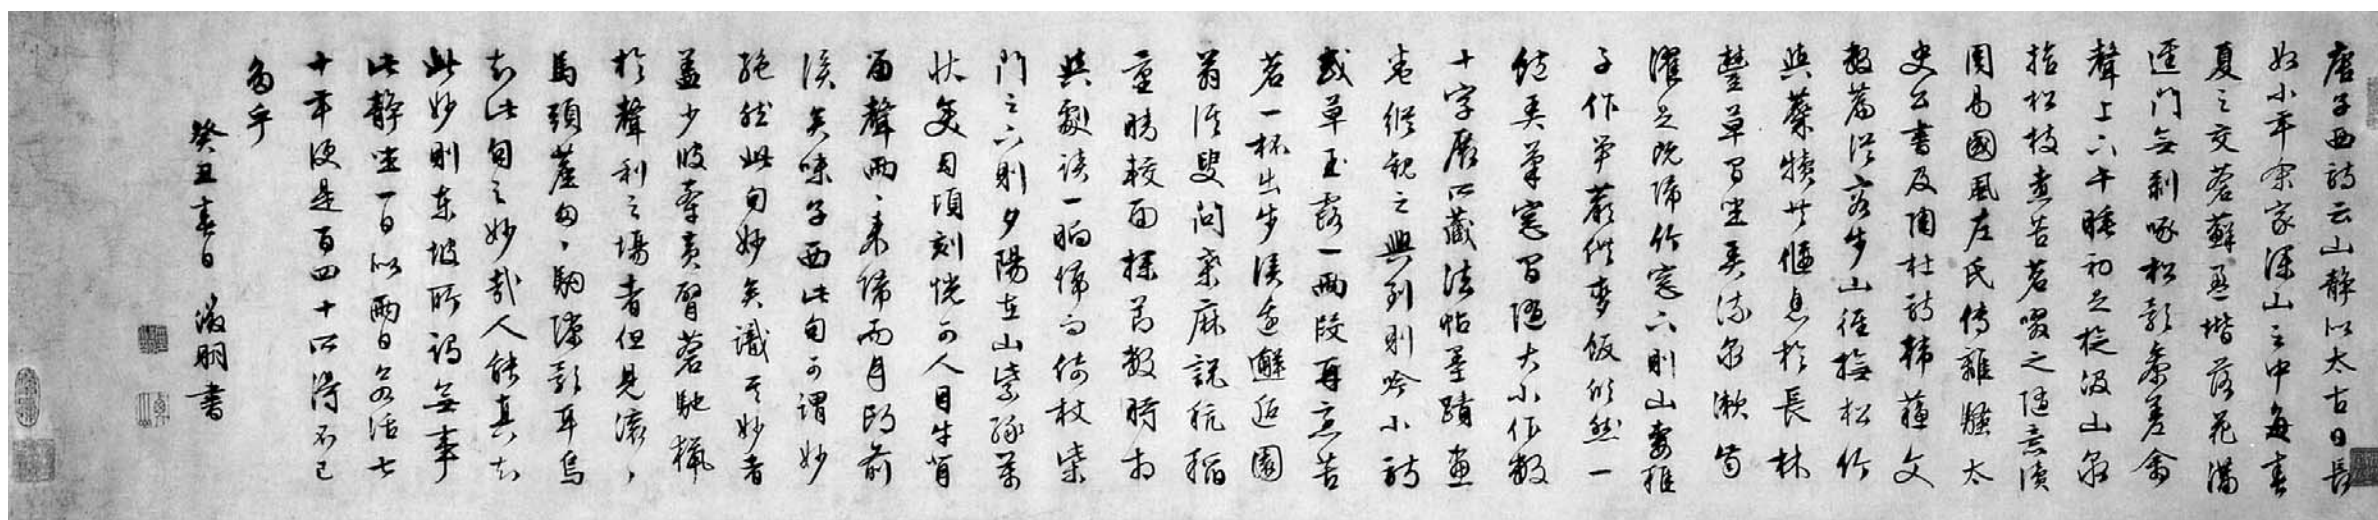 唐子西詩云山静似太古日長
如小年余家深山之中每春
夏之交蒼蘚盈堦落花滿
逕門無剥啄松影參差禽
聲上下午睡初足旋汲山泉
拾松枝煮苦茗啜之隨意讀
周易國風左氏傳離騷太
史公書及陶杜詩韓蘇文
數篇從容步山徑撫松竹
與麋犢共偃息於長林
豐草間坐弄流泉漱齒
濯足既歸竹窓下則山妻稚
子作笋蕨供麥飯欣然一
飽弄筆窓間隨大小作數
十字展所藏法帖墨蹟畫
卷縱觀之興到則吟小詩
或草玉露一兩段再烹苦
茗一杯出步溪邊邂逅園
翁溪叟問桑麻說秔稻
量晴校雨探節數時相
與劇談一晌歸而倚杖柴
門之下則夕陽在山紫綠萬
狀變幻頃刻恍可人目牛背
笛聲兩兩來歸而月印前
溪矣味子西此句可謂妙
絕然此句妙矣識其妙者
蓋少彼牽黃臂蒼馳獵
於聲利之場者但見滾滾
馬頭塵匆匆駒隙影耳烏
知此句之妙哉人能真知
此妙則東坡所謂無事
此靜坐一日似兩日若活七
十年便是百四十所得不已
多乎
癸丑春日 徵明書